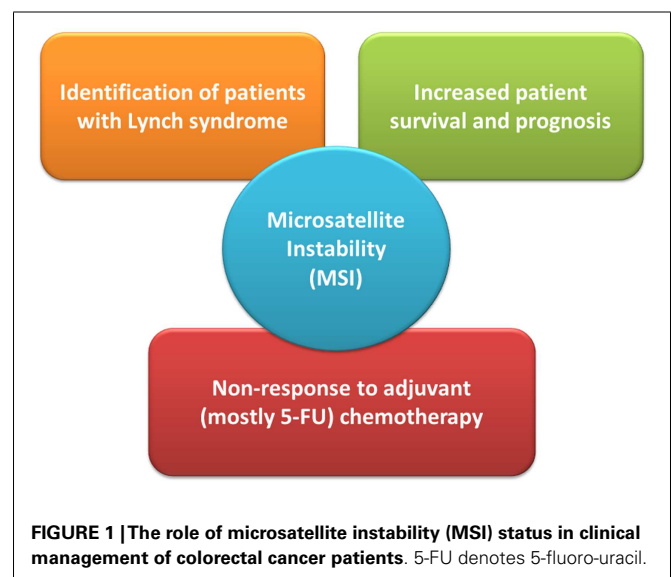 Identification of patients
with Lynch syndrome
Increased patient
survival and prognosis
Microsatellite
Instability
(MSI)
Non-response to adjuvant
(mostly 5-FU) chemotherapy
FIGURE 1 | The role of microsatellite instability (MSI) status in clinical
management of colorectal cancer patients. 5-FU denotes 5-fluoro-uracil.